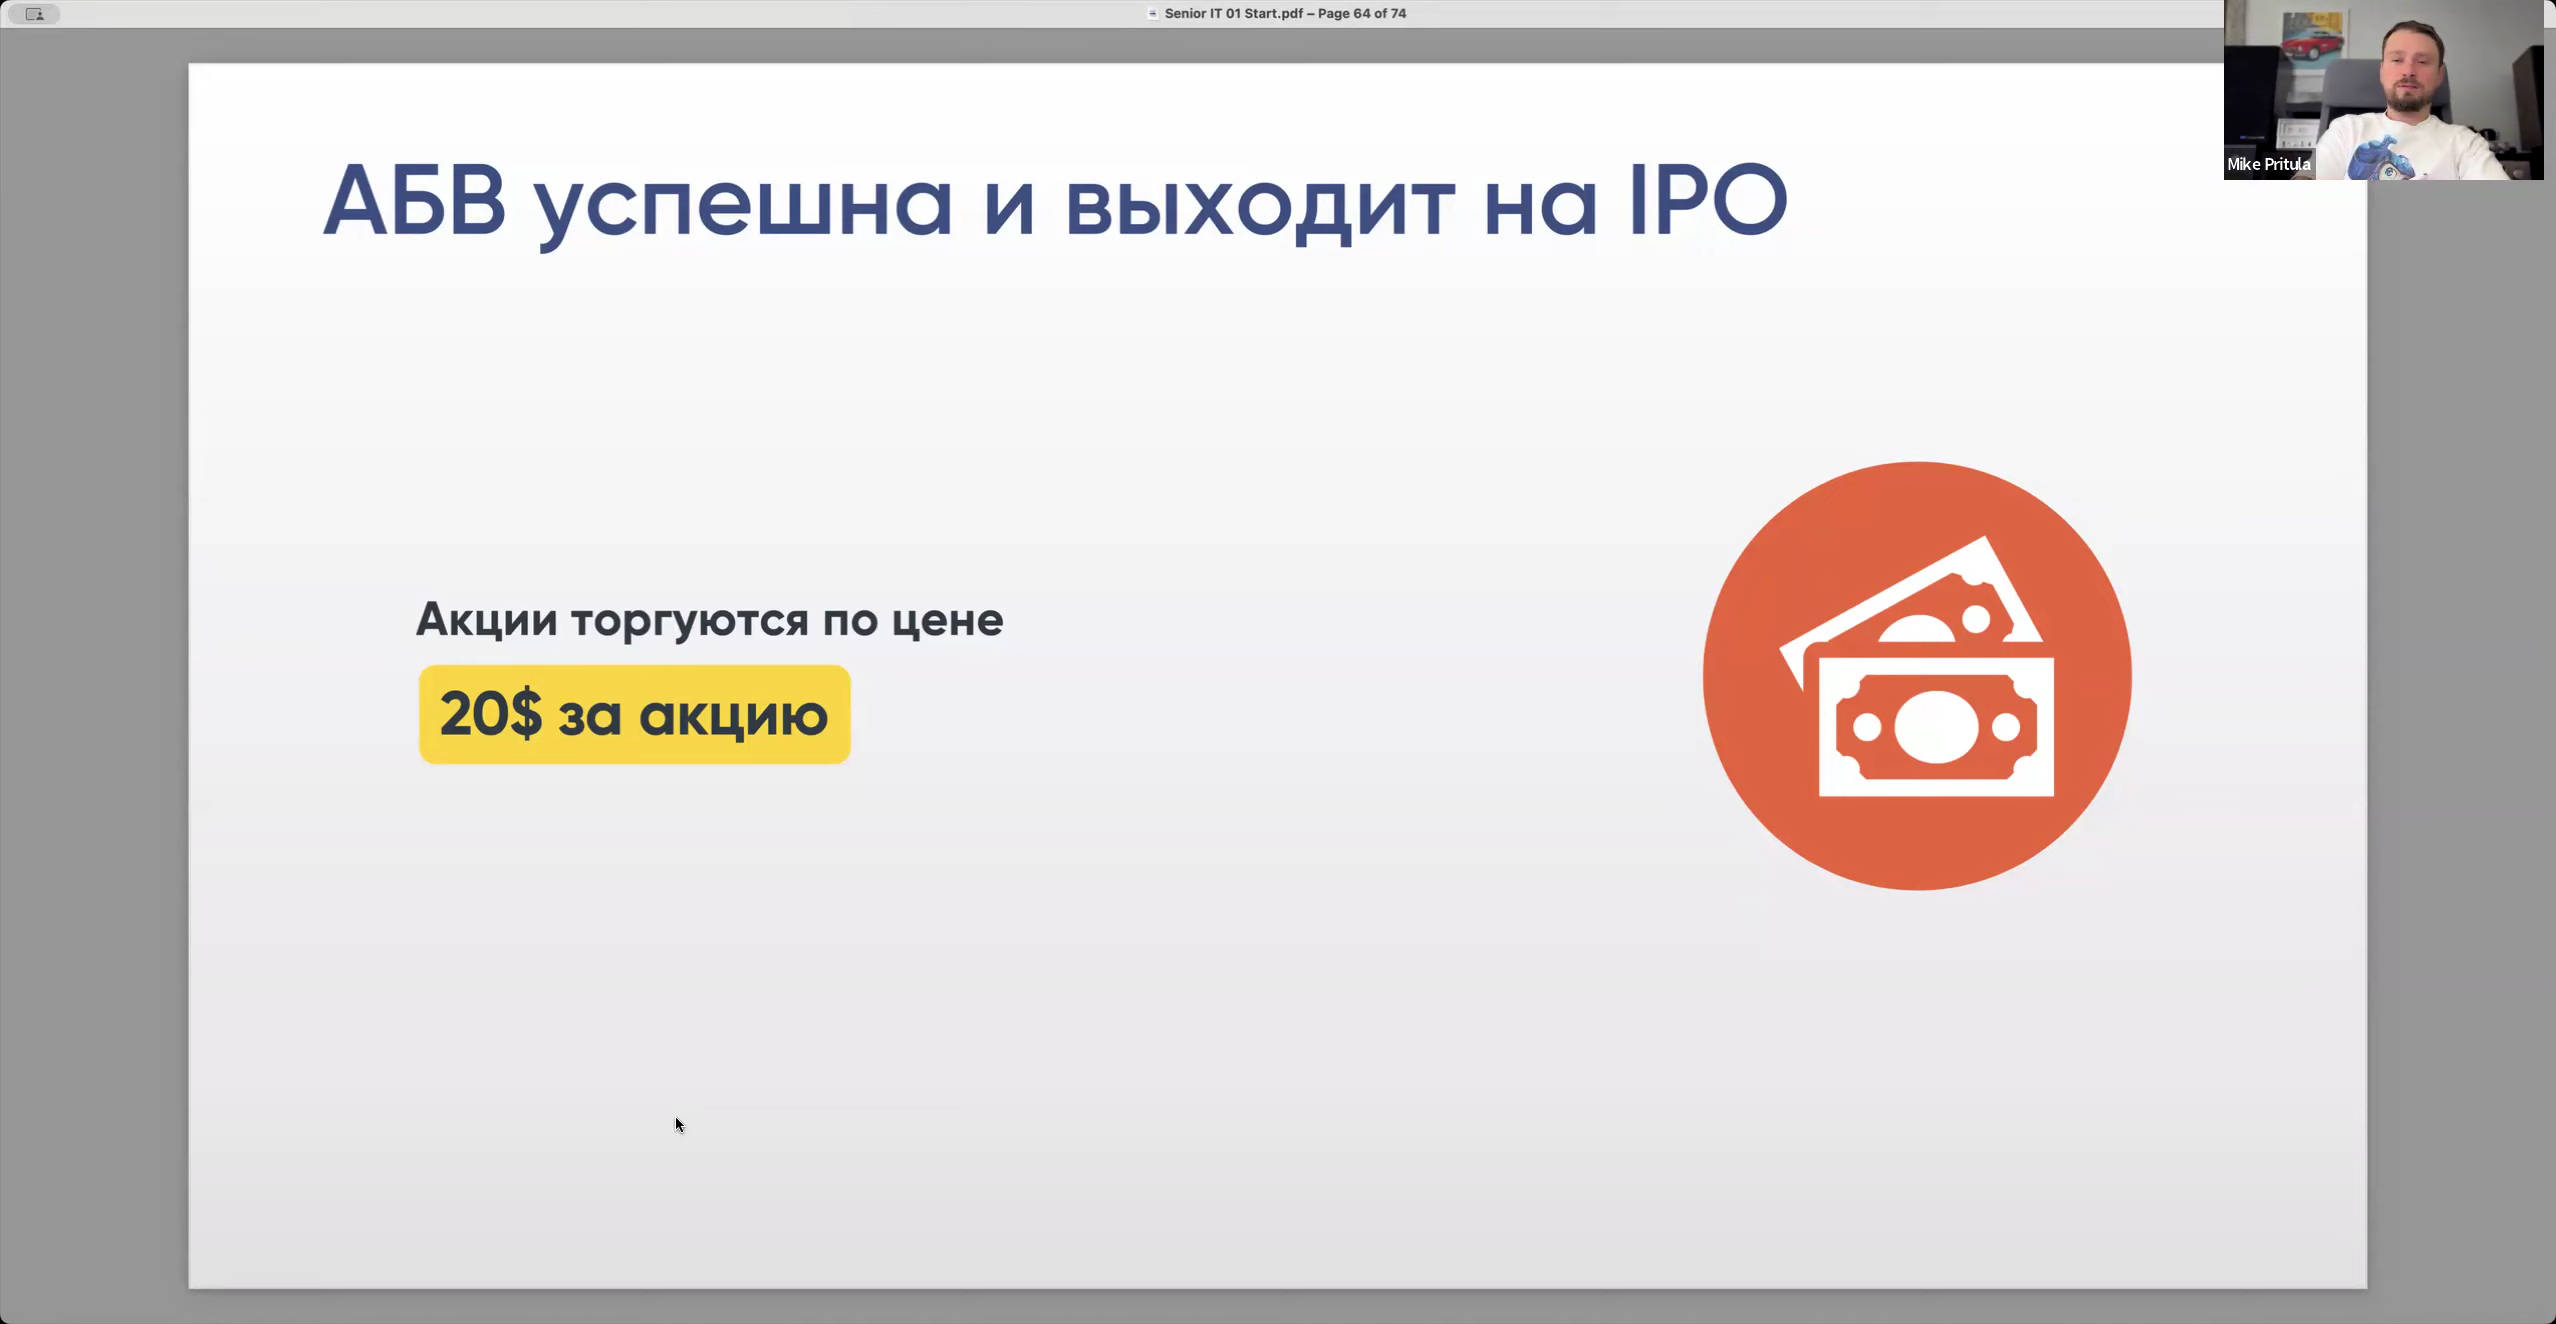 Senior IT 01 Start.pdf – Page 64 of 74
Mike Pritula
АБВ успешна и выходит на IPO
Акции торгуются по цене
20$ за акцию